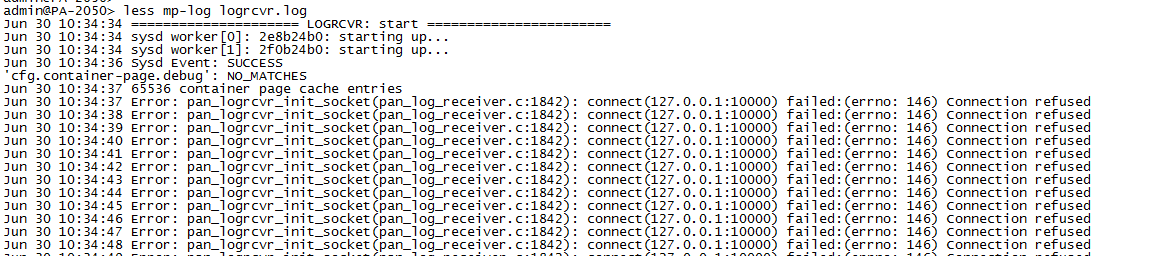 admin@PA-2050> less mp-log logrcvr.log
Jun 30 10:34:34 ===================== LOGRCVR: start =======================
Jun 30 10:34:34 sysd worker[0]: 2e8b24b0: starting up...
Jun 30 10:34:34 sysd worker[1]: 2f0b24b0: starting up...
Jun 30 10:34:36 Sysd Event: SUCCESS
'cfg.container-page.debug': NO_MATCHES
Jun 30 10:34:37 65536 container page cache entries
Jun 30 10:34:37 Error: pan_logrcvr_init_socket(pan_log_receiver.c:1842): connect(127.0.0.1:10000) failed:(errno: 146) Connection refused
Jun 30 10:34:38 Error: pan_logrcvr_init_socket(pan_log_receiver.c:1842): connect(127.0.0.1:10000) failed:(errno: 146) Connection refused
Jun 30 10:34:39 Error: pan_logrcvr_init_socket(pan_log_receiver.c:1842): connect(127.0.0.1:10000) failed:(errno: 146) Connection refused
Jun 30 10:34:40 Error: pan_logrcvr_init_socket(pan_log_receiver.c:1842): connect(127.0.0.1:10000) failed:(errno: 146) Connection refused
Jun 30 10:34:41 Error: pan_logrcvr_init_socket(pan_log_receiver.c:1842): connect(127.0.0.1:10000) failed:(errno: 146) Connection refused
Jun 30 10:34:42 Error: pan_logrcvr_init_socket(pan_log_receiver.c:1842): connect(127.0.0.1:10000) failed:(errno: 146) Connection refused
Jun 30 10:34:43 Error: pan_logrcvr_init_socket(pan_log_receiver.c:1842): connect(127.0.0.1:10000) failed:(errno: 146) Connection refused
Jun 30 10:34:44 Error: pan_logrcvr_init_socket(pan_log_receiver.c:1842): connect(127.0.0.1:10000) failed:(errno: 146) Connection refused
Jun 30 10:34:45 Error: pan_logrcvr_init_socket(pan_log_receiver.c:1842): connect(127.0.0.1:10000) failed:(errno: 146) Connection refused
Jun 30 10:34:46 Error: pan_logrcvr_init_socket(pan_log_receiver.c:1842): connect(127.0.0.1:10000) failed:(errno: 146) Connection refused
Jun 30 10:34:47 Error: pan_logrcvr_init_socket(pan_log_receiver.c:1842): connect(127.0.0.1:10000) failed:(errno: 146) Connection refused
Jun 30 10:34:48 Error: pan_logrcvr_init_socket(pan_log_receiver.c:1842): connect(127.0.0.1:10000) failed:(errno: 146) Connection refused